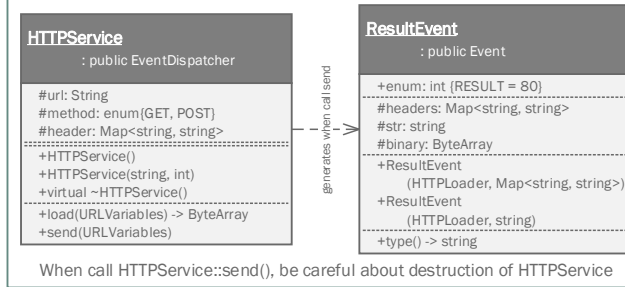 HTTPService
: public EventDispatcher
#url: String
#method: enum{GET, POST}
#header: Map<string, string>
+HTTPService()
+HTTPService(string, int)
+virtual ~HTTPService()
+load(URLVariables) -> ByteArray
+send(URLVariables)
generates when call send
ResultEvent
: public Event
+enum: int {RESULT = 80}
#headers: Map<string, string>
#str: string
#binary: ByteArray
+ResultEvent
(HTTPLoader, Map<string, string>)
+ResultEvent
(HTTPLoader, string)
+type() -> string
When call HTTPService::send(), be careful about destruction of HTTPService